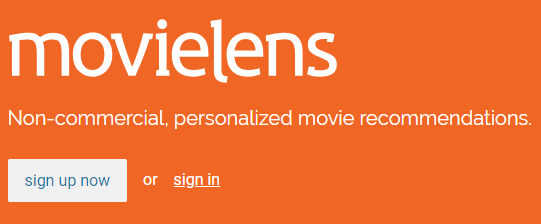 movielens
Non-commercial, personalized movie recommendations.
sign up now or sign in